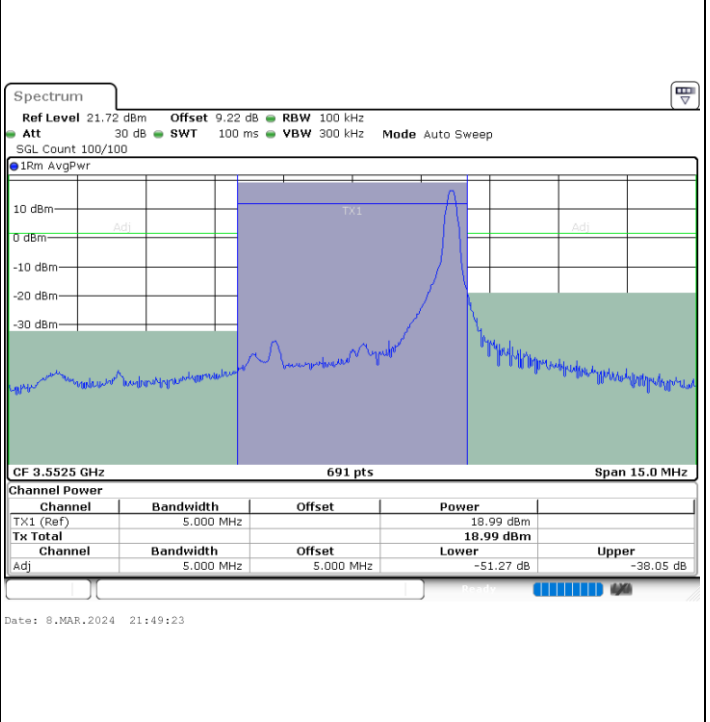 Spectrum
Ref Level 21.72 dBm Offset 9.22 dB RBW 100 kHz
Att 30 dB SWT 100 ms VBW 300 kHz Mode Auto Sweep
SGL Count 100/100
1Rm AvgPwr
10 dBm
TX1
Adj Adj
0 dBm
-10 dBm
-20 dBm
-30 dBm
CF 3.5525 GHz 691 pts Span 15.0 MHz
Channel Power
Channel Bandwidth Offset Power
TX1 (Ref) 5.000 MHz 18.99 dBm
Tx Total 18.99 dBm
Channel Bandwidth Offset Lower Upper
Adj 5.000 MHz 5.000 MHz -51.27 dB -38.05 dB
Ready
Date: 8.MAR.2024 21:49:23